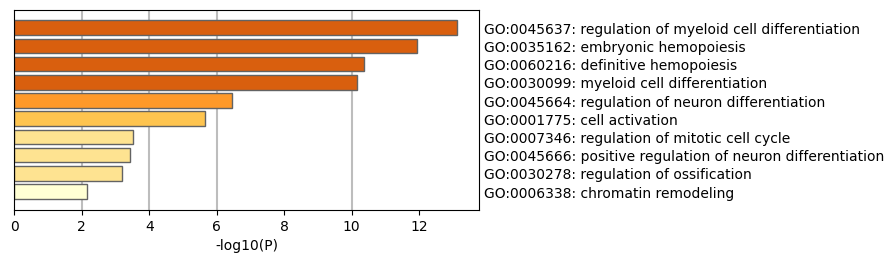 GO:0045637: regulation of myeloid cell differentiation
GO:0035162: embryonic hemopoiesis
GO:0060216: definitive hemopoiesis
GO:0030099: myeloid cell differentiation
GO:0045664: regulation of neuron differentiation
GO:0001775: cell activation
GO:0007346: regulation of mitotic cell cycle
GO:0045666: positive regulation of neuron differentiation
GO:0030278: regulation of ossification
GO:0006338: chromatin remodeling
0 2 4 6 8 10 12
-log10(P)